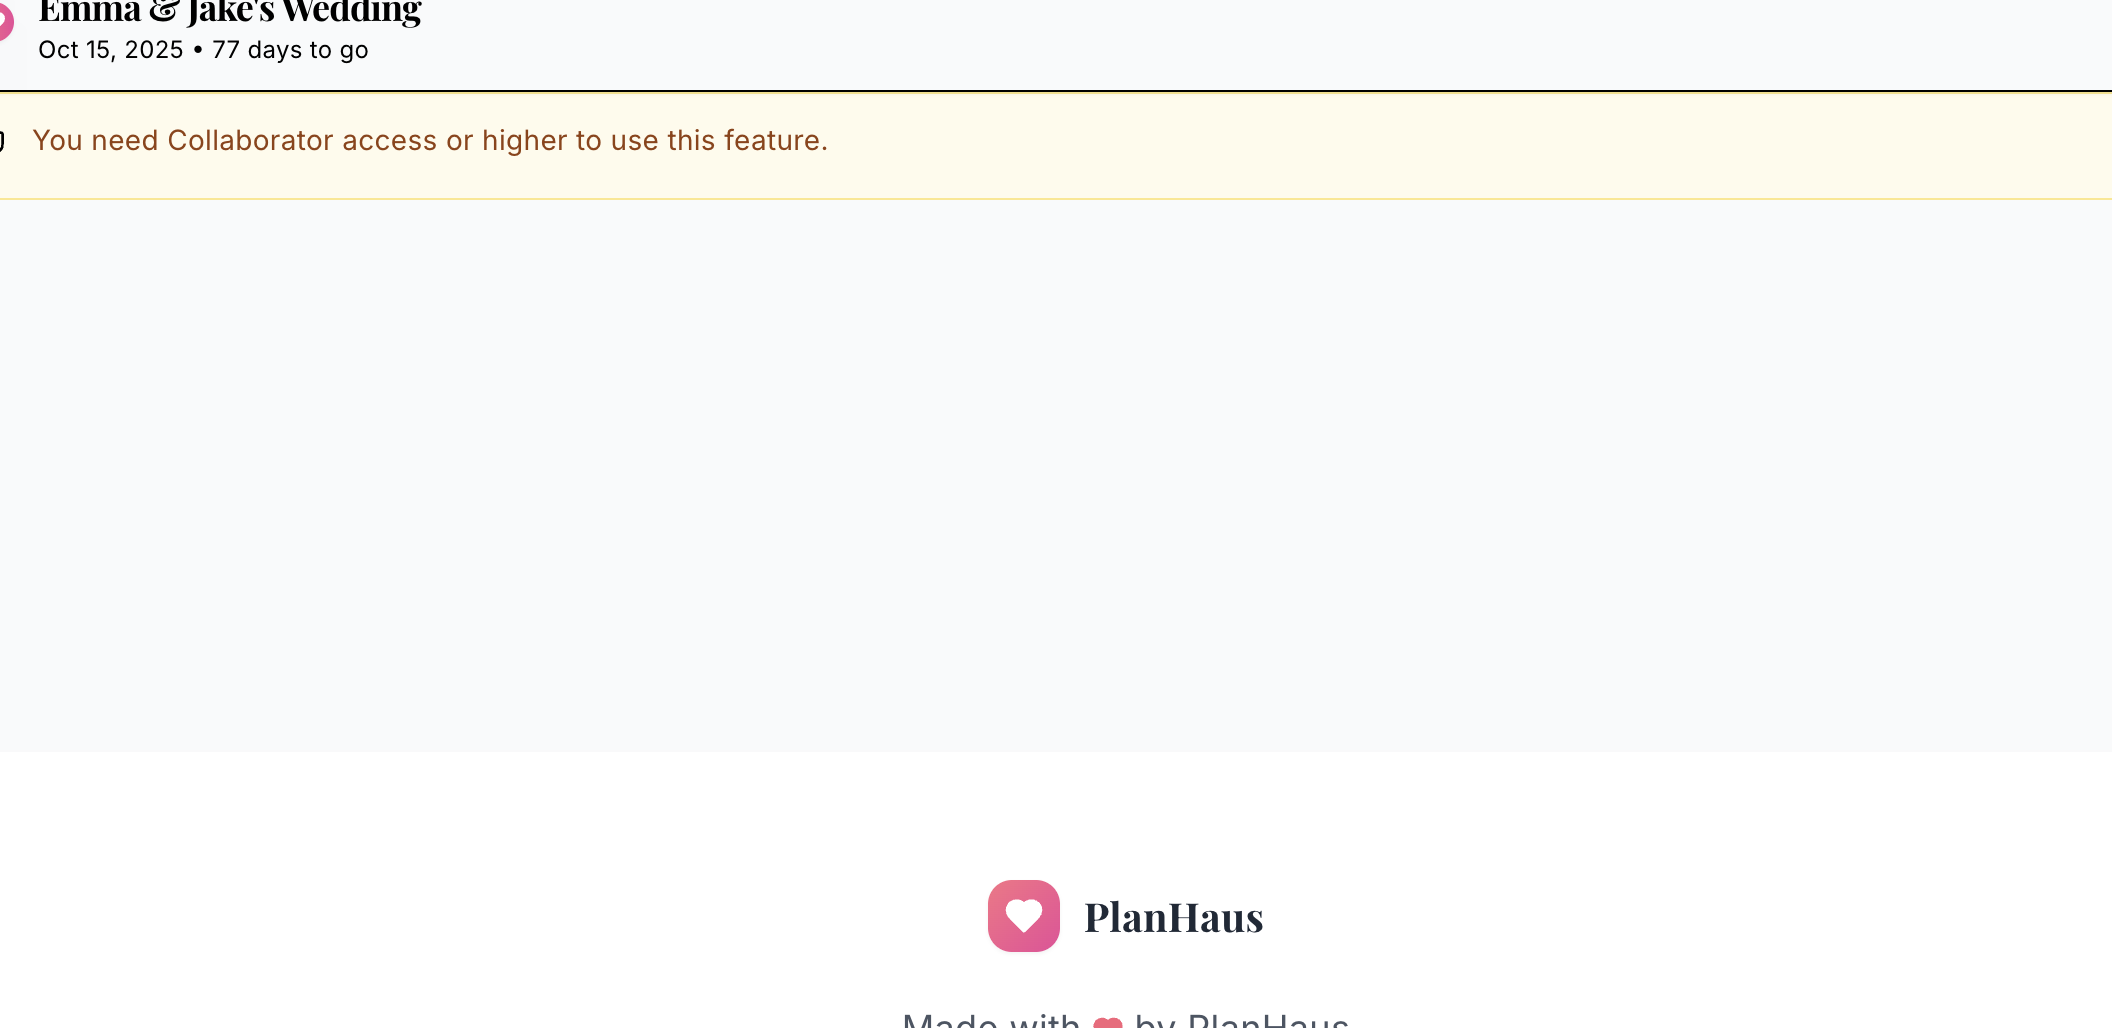 Emma & Jake's Wedding
Oct 15, 2025 • 77 days to go
You need Collaborator access or higher to use this feature.
PlanHaus
Made with ❤ by PlanHaus